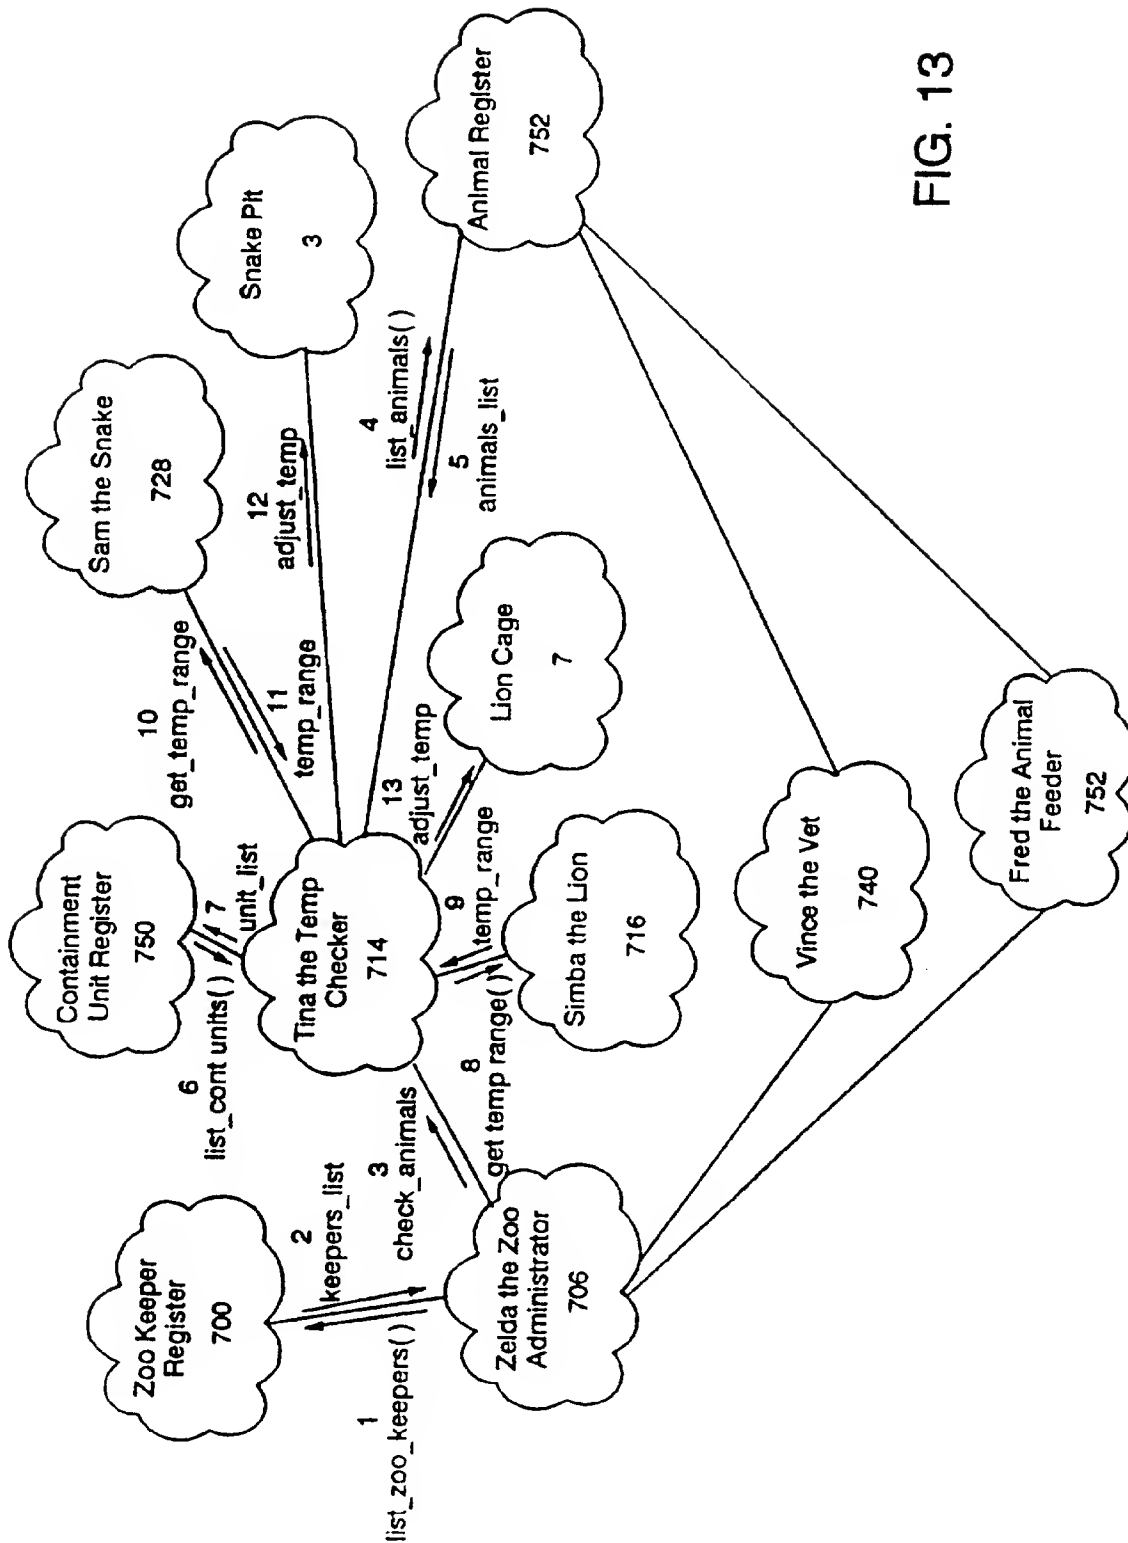 Zoo Keeper
Register
700
1
list_zoo_keepers()
2
keepers_list
Zelda the Zoo
Administrator
706
3
check_animals
Containment
Unit Register
750
6
list_cont units()
7
unit_list
Tina the Temp
Checker
714
8
get temp range()
9
temp_range
Simba the Lion
716
10
get_temp_range
11
temp_range
Sam the Snake
728
12
adjust_temp
Snake Pit
3
13
adjust_temp
Lion Cage
7
4
list_animals()
5
animals_list
Animal Register
752
Vince the Vet
740
Fred the Animal
Feeder
752
FIG. 13